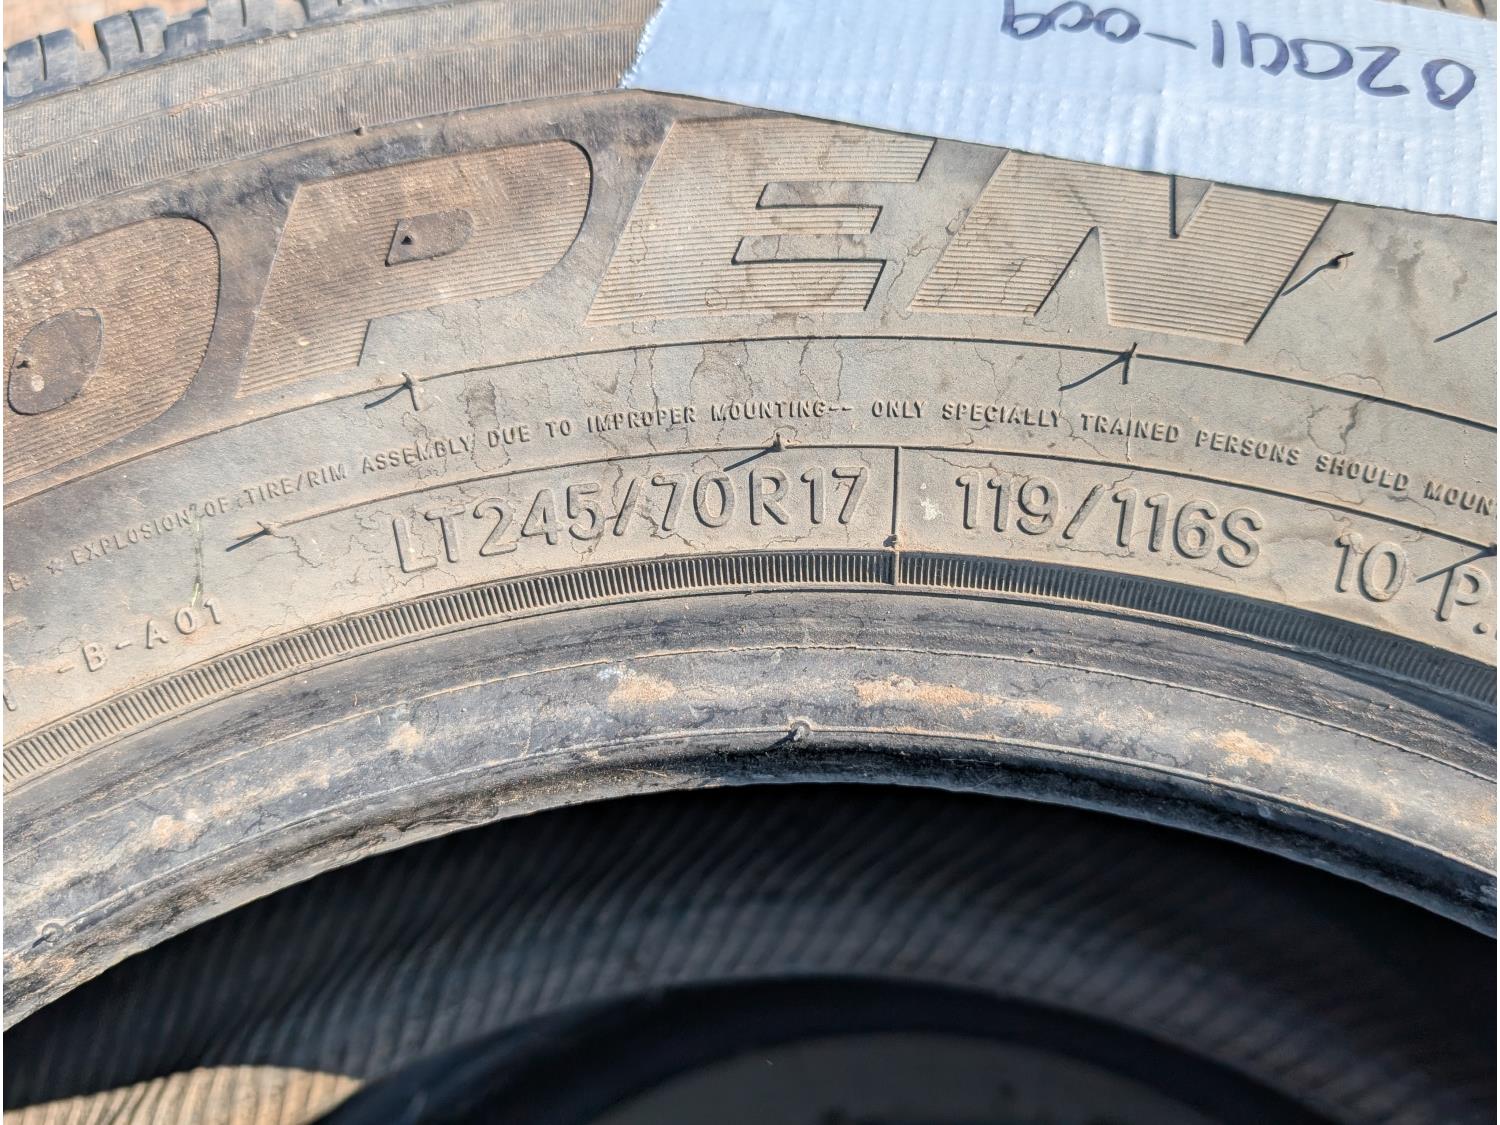 02041-009
OPEN
EXPLOSION OF TIRE/RIM ASSEMBLY DUE TO IMPROPER MOUNTING-- ONLY SPECIALLY TRAINED PERSONS SHOULD MOUN
LT245/70R17 119/116S 10 P.
-B-A01